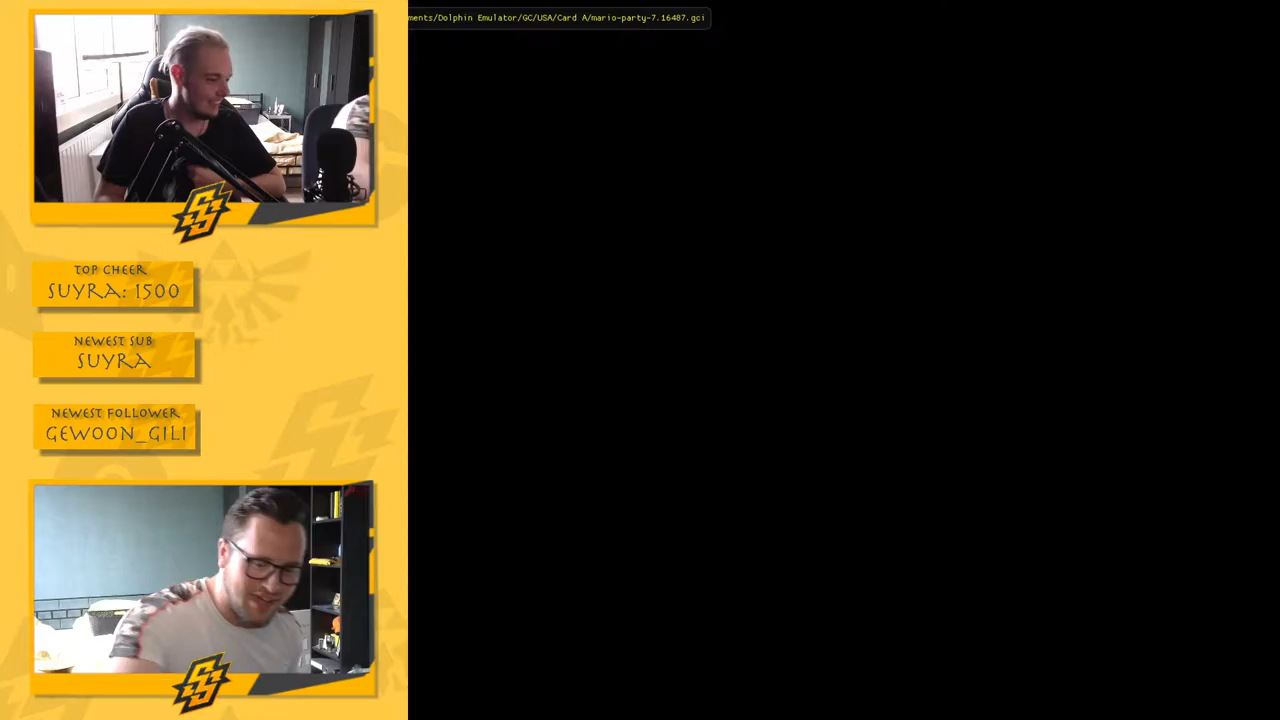 ments/Dolphin Emulator/GC/USA/Card A/mario-party-7.16487.gci
TOP CHEER
SUYRA: 1500
NEWEST SUB
SUYRA
NEWEST FOLLOWER
GEWOON_GILI